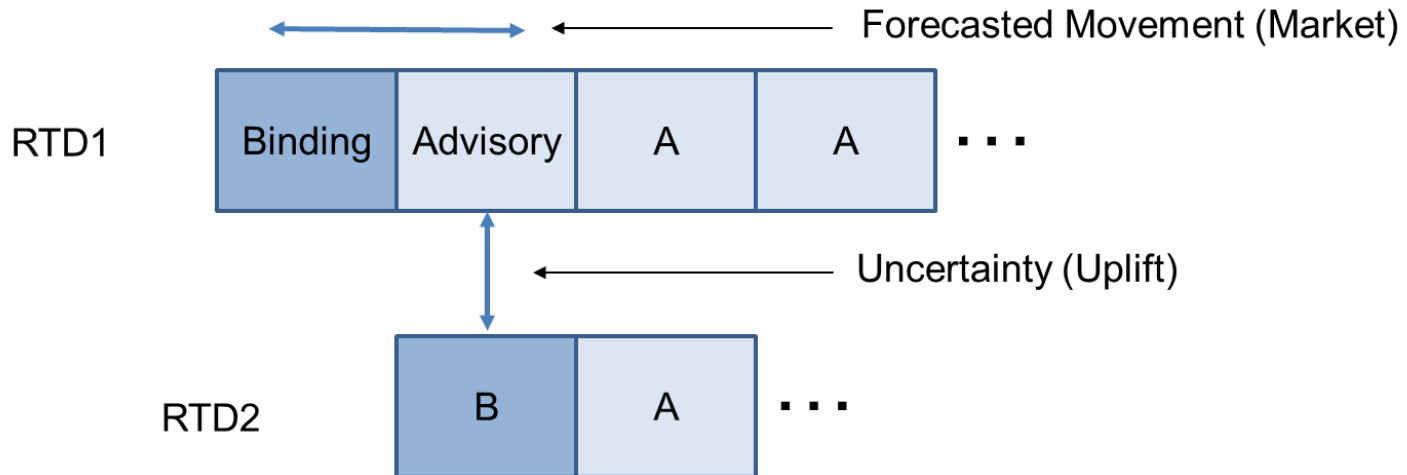 Forecasted Movement (Market)
RTD1
Binding
Advisory
A
A
...
Uncertainty (Uplift)
RTD2
B
A
...